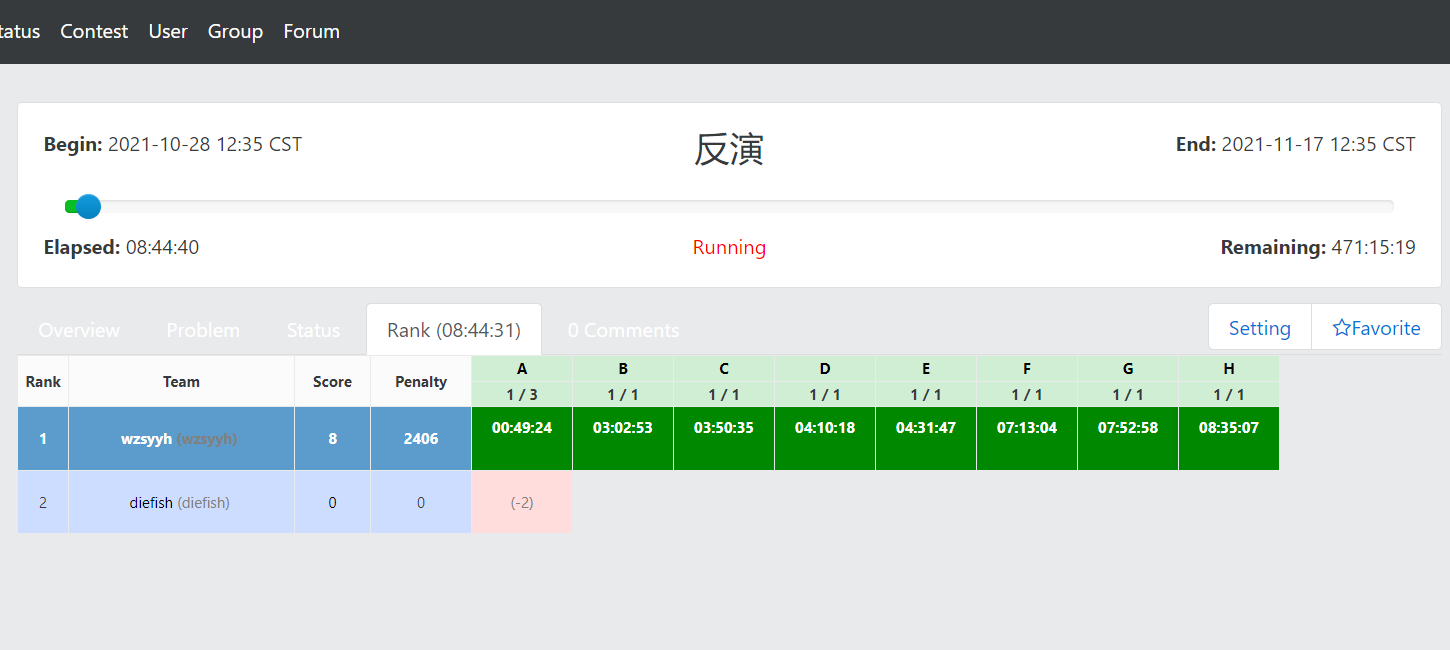 tatus Contest User Group Forum
Begin: 2021-10-28 12:35 CST
反演
End: 2021-11-17 12:35 CST
Elapsed: 08:44:40
Running
Remaining: 471:15:19
Overview Problem Status Rank (08:44:31) 0 Comments Setting ☆Favorite
Rank Team Score Penalty A B C D E F G H
1 / 3 1 / 1 1 / 1 1 / 1 1 / 1 1 / 1 1 / 1 1 / 1
1 wzsyyh (wzsyyh) 8 2406 00:49:24 03:02:53 03:50:35 04:10:18 04:31:47 07:13:04 07:52:58 08:35:07
2 diefish (diefish) 0 0 (-2)